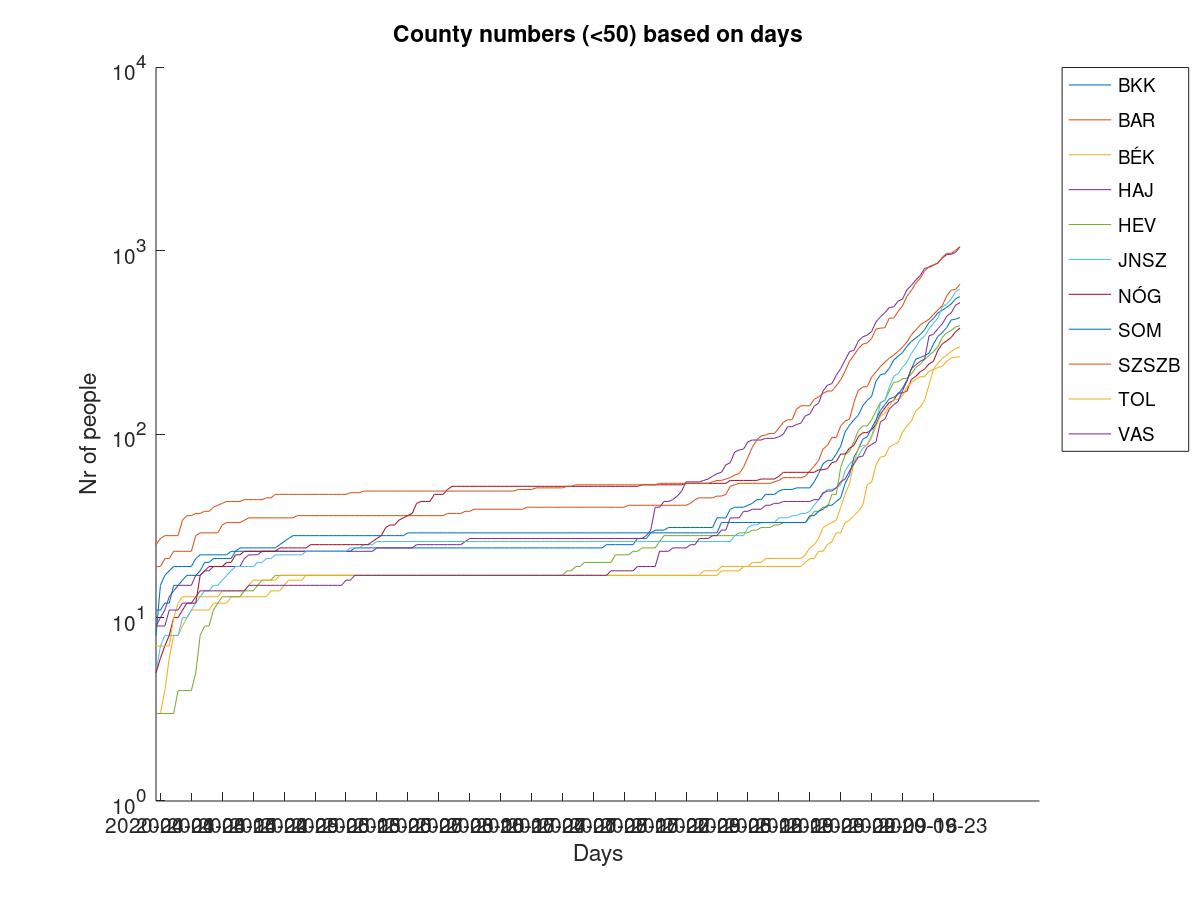 County numbers (<50) based on days
10^4
10^3
10^2
10^1
10^0
Nr of people
Days
BKK
BAR
BÉK
HAJ
HEV
JNSZ
NÓG
SOM
SZSZB
TOL
VAS